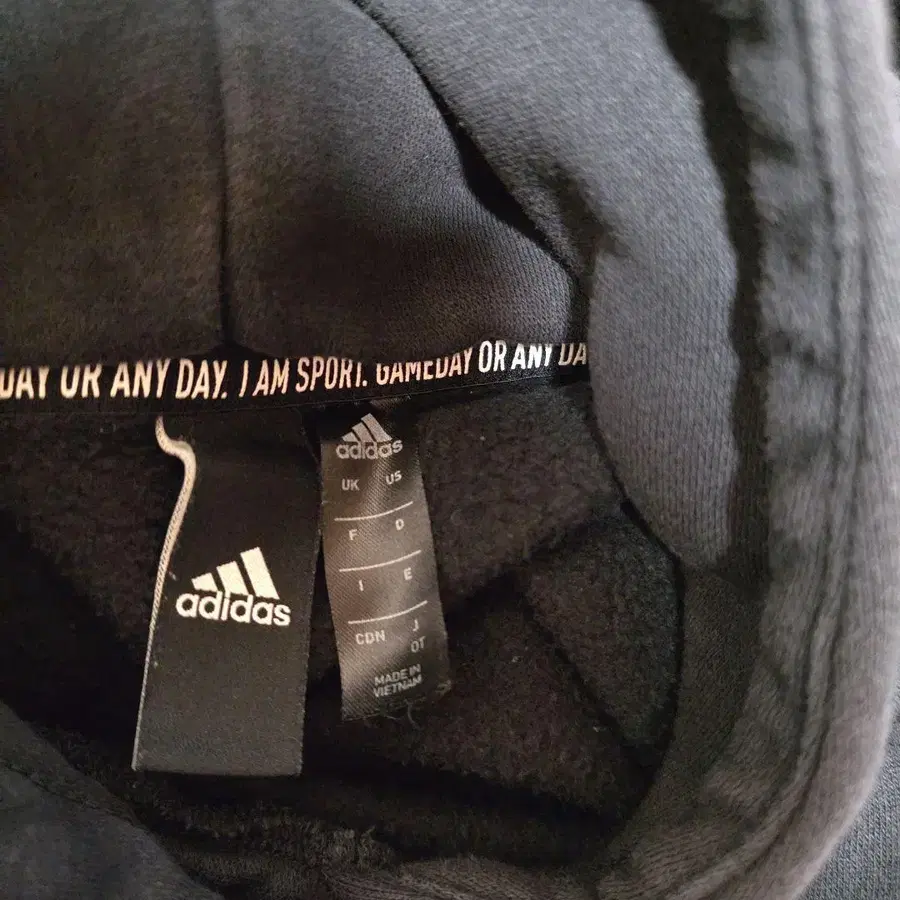 DAY OR ANY DAY. I AM SPORT. GAMEDAY OR ANY DA
adidas
adidas
UK US
F D
I E
CDN J
OT
MADE IN
VIETNAM